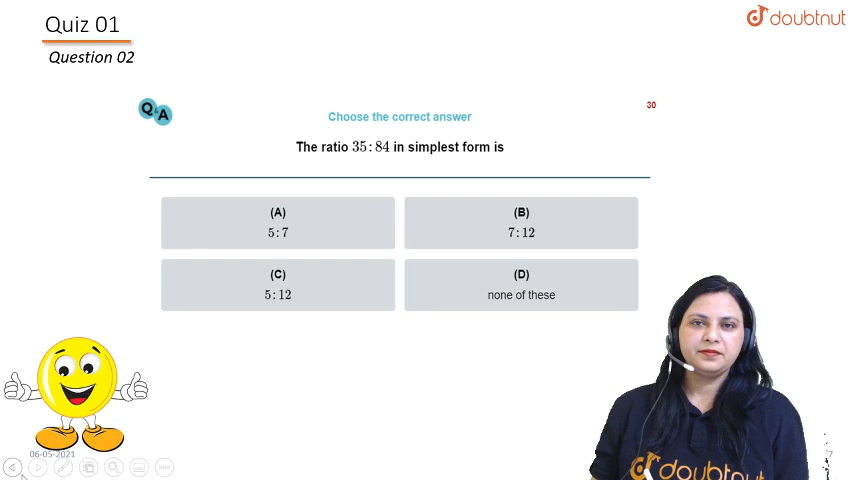 Quiz 01
doubtnut
Question 02
Q&A
30
Choose the correct answer
The ratio 35 : 84 in simplest form is
(A)
5 : 7
(B)
7 : 12
(C)
5 : 12
(D)
none of these
06-05-2021
7
doubtnut